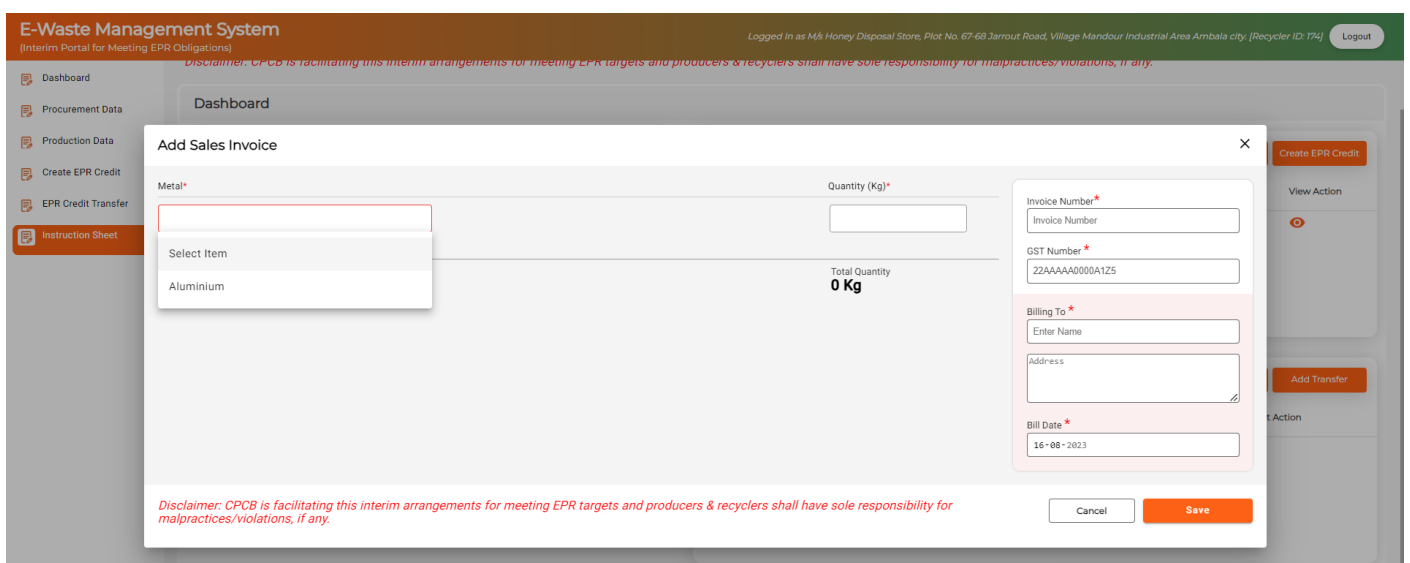 E-Waste Management System
(Interim Portal for Meeting EPR Obligations)
Logged In as M/s Honey Disposal Store, Plot No. 67-68 Jarrout Road, Village Mandour Industrial Area Ambala city. [Recycler ID: 174]
Logout
Disclaimer: CPCB is facilitating this interim arrangements for meeting EPR targets and producers & recyclers shall have sole responsibility for malpractices/violations, if any.
Dashboard
Procurement Data
Production Data
Create EPR Credit
EPR Credit Transfer
Instruction Sheet
Dashboard
Create EPR Credit
View Action
Add Transfer
Action
Add Sales Invoice
×
Metal*
Quantity (Kg)*
Select Item
Aluminium
Total Quantity
0 Kg
Invoice Number*
Invoice Number
GST Number *
22AAAAA0000A1Z5
Billing To *
Enter Name
Address
Bill Date *
16-08-2023
Disclaimer: CPCB is facilitating this interim arrangements for meeting EPR targets and producers & recyclers shall have sole responsibility for
malpractices/violations, if any.
Cancel
Save